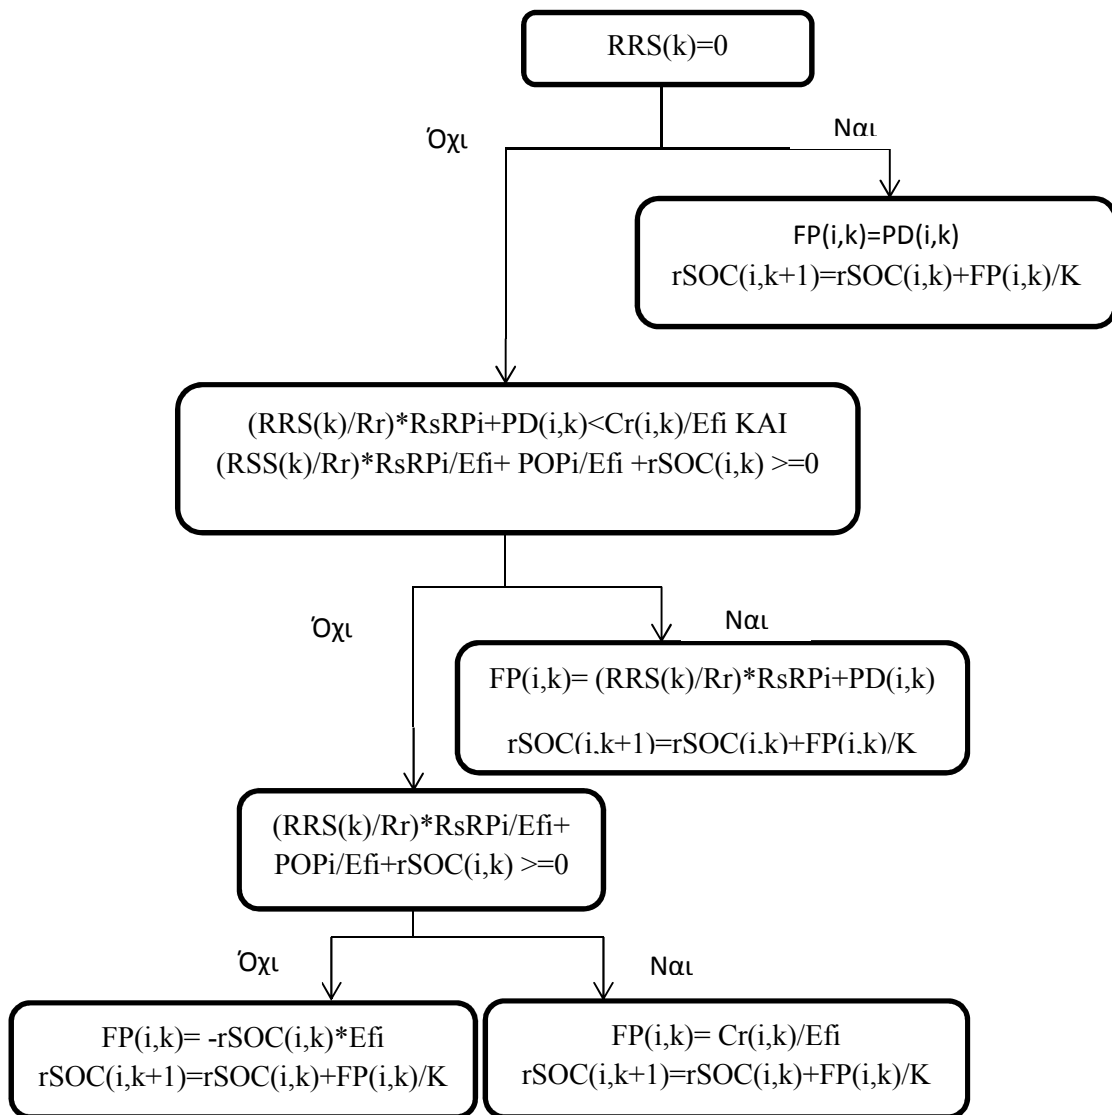 RRS(k)=0
Όχι
Ναι
FP(i,k)=PD(i,k)
rSOC(i,k+1)=rSOC(i,k)+FP(i,k)/K
(RRS(k)/Rr)*RsRPi+PD(i,k)<Cr(i,k)/Efi ΚΑΙ
(RSS(k)/Rr)*RsRPi/Efi+ POPi/Efi +rSOC(i,k) >=0
Όχι
Ναι
FP(i,k)= (RRS(k)/Rr)*RsRPi+PD(i,k)
rSOC(i,k+1)=rSOC(i,k)+FP(i,k)/K
(RRS(k)/Rr)*RsRPi/Efi+
POPi/Efi+rSOC(i,k) >=0
Όχι
Ναι
FP(i,k)= -rSOC(i,k)*Efi
rSOC(i,k+1)=rSOC(i,k)+FP(i,k)/K
FP(i,k)= Cr(i,k)/Efi
rSOC(i,k+1)=rSOC(i,k)+FP(i,k)/K